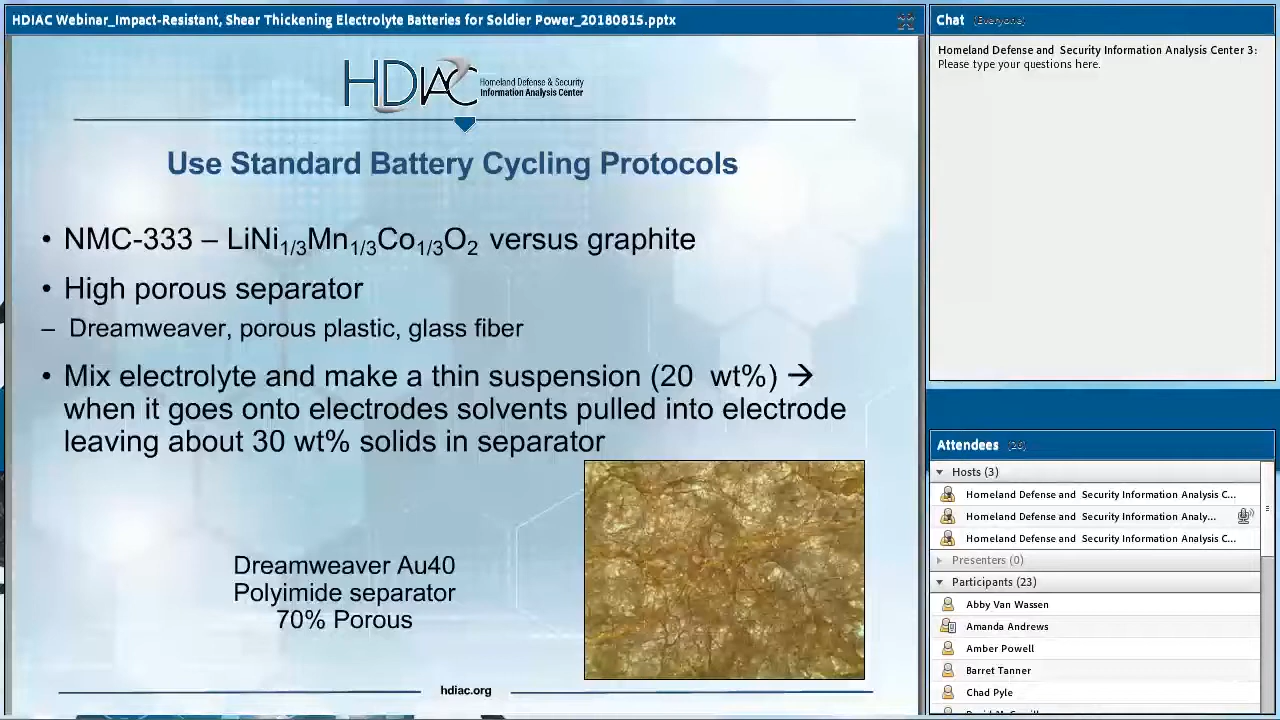 HDIAC Webinar_Impact-Resistant, Shear Thickening Electrolyte Batteries for Soldier Power_20180815.pptx
HDIAC
Homeland Defense & Security
Information Analysis Center
Use Standard Battery Cycling Protocols
• NMC-333 – LiNi1/3Mn1/3Co1/3O2 versus graphite
• High porous separator
– Dreamweaver, porous plastic, glass fiber
• Mix electrolyte and make a thin suspension (20 wt%) →
when it goes onto electrodes solvents pulled into electrode
leaving about 30 wt% solids in separator
Dreamweaver Au40
Polyimide separator
70% Porous
hdiac.org
Chat (Everyone)
Homeland Defense and Security Information Analysis Center 3:
Please type your questions here.
Attendees (26)
Hosts (3)
Homeland Defense and Security Information Analysis C...
Homeland Defense and Security Information Analy...
Homeland Defense and Security Information Analysis C...
Presenters (0)
Participants (23)
Abby Van Wassen
Amanda Andrews
Amber Powell
Barret Tanner
Chad Pyle